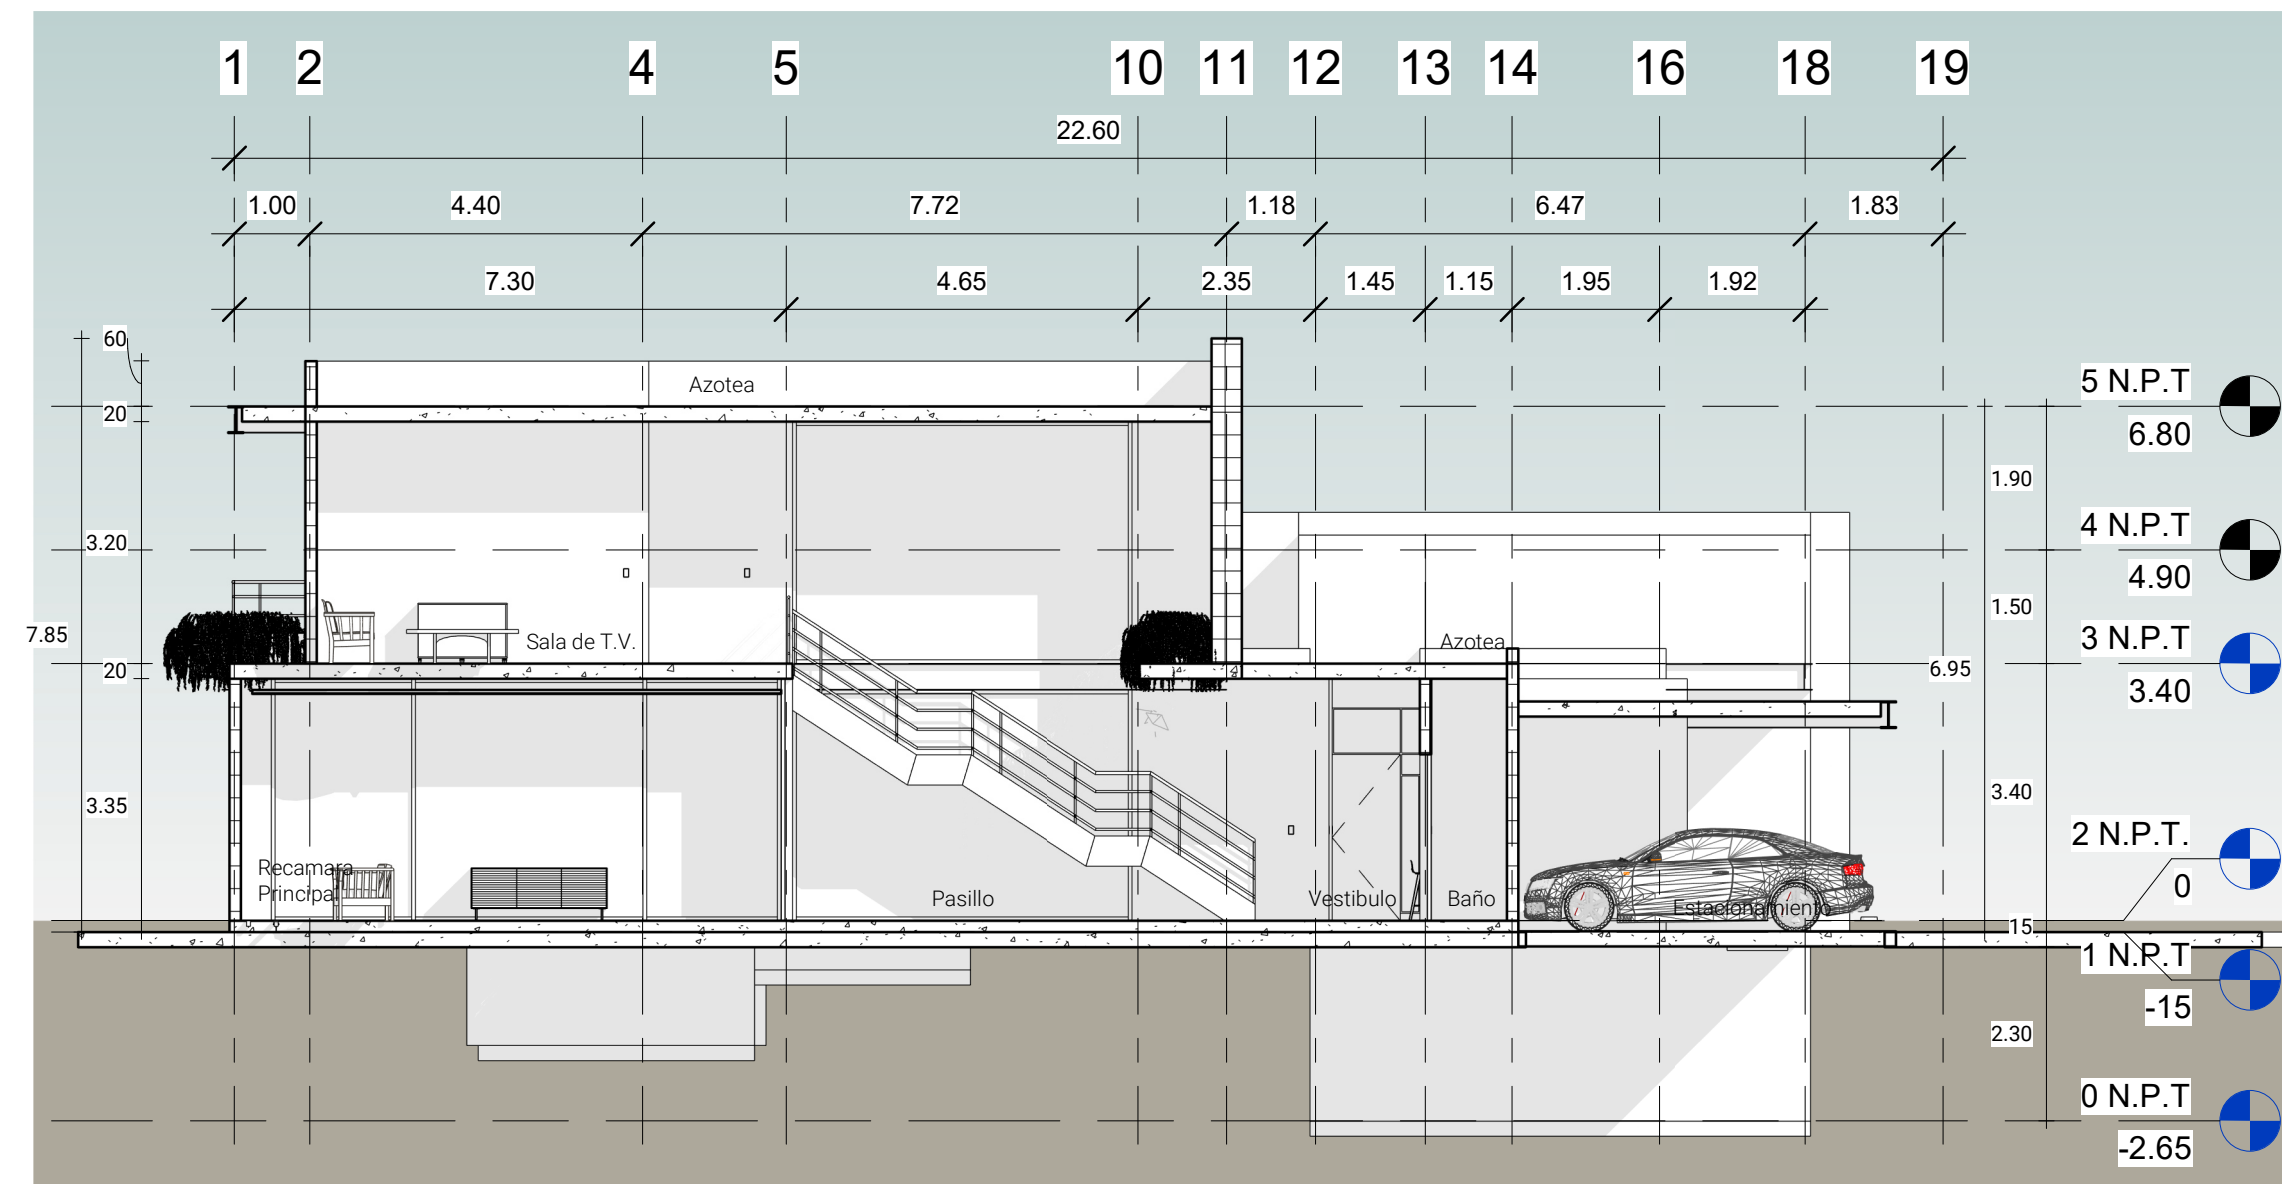 1 2 4 5 10 11 12 13 14 16 18 19
22.60
1.00 4.40 7.72 1.18 6.47 1.83
7.30 4.65 2.35 1.45 1.15 1.95 1.92
60
Azotea
5 N.P.T
6.80
20
1.90
3.20
4 N.P.T
4.90
1.50
7.85
Sala de T.V.
Azotea
3 N.P.T
3.40
20
6.95
3.35
3.40
2 N.P.T.
0
Recamara
Principal
Pasillo
Vestibulo
Baño
Estacionamiento
15
1 N.P.T
-15
2.30
0 N.P.T
-2.65